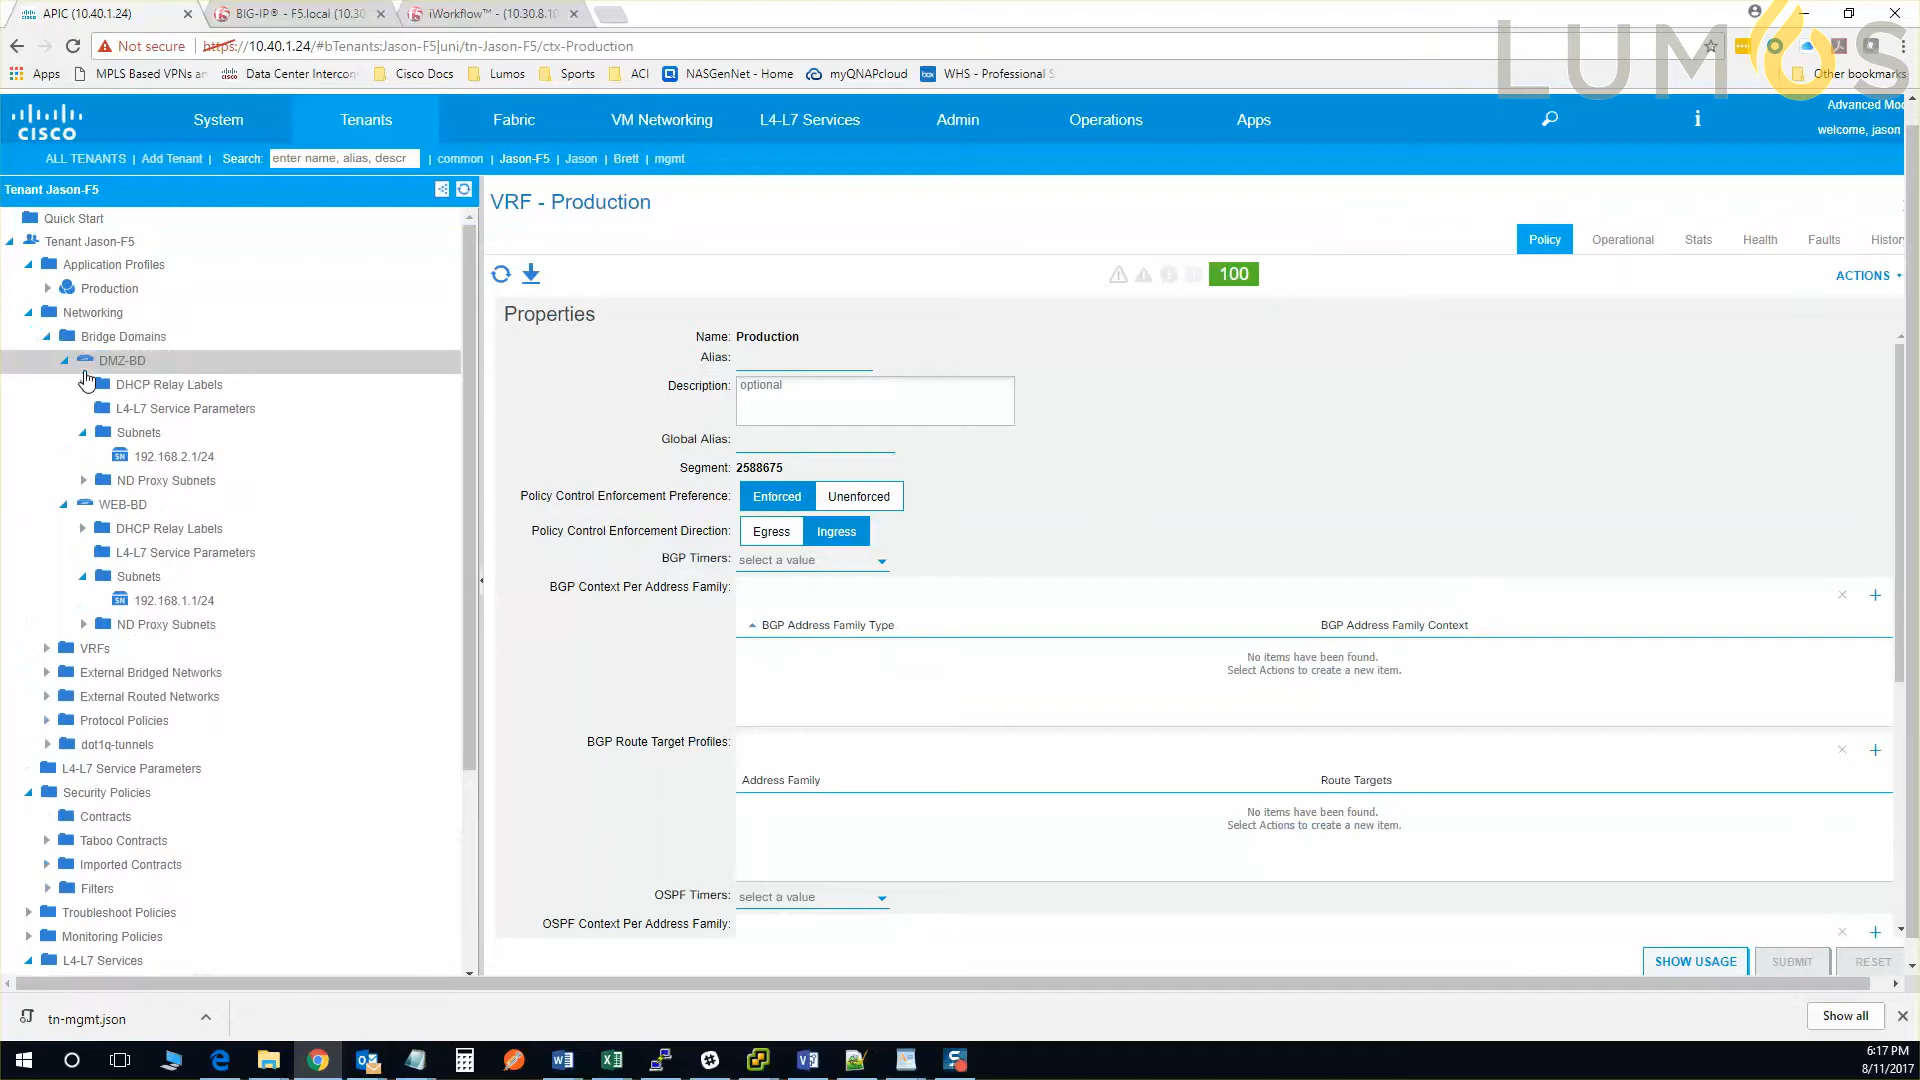 APIC (10.40.1.24)
BIG-IP® - F5.local (10.30
iWorkflow™ - (10.30.8.10
Not secure
https://10.40.1.24/#bTenants:Jason-F5|uni/tn-Jason-F5/ctx-Production
LUMOS
Apps
MPLS Based VPNs an
Data Center Intercon
Cisco Docs
Lumos
Sports
ACI
NASGenNet - Home
myQNAPcloud
WHS - Professional S
Other bookmarks
CISCO
System
Tenants
Fabric
VM Networking
L4-L7 Services
Admin
Operations
Apps
Advanced Mod
welcome, jason
ALL TENANTS | Add Tenant | Search: enter name, alias, descr | common | Jason-F5 | Jason | Brett | mgmt
Tenant Jason-F5
Quick Start
Tenant Jason-F5
Application Profiles
Production
Networking
Bridge Domains
DMZ-BD
DHCP Relay Labels
L4-L7 Service Parameters
Subnets
192.168.2.1/24
ND Proxy Subnets
WEB-BD
DHCP Relay Labels
L4-L7 Service Parameters
Subnets
192.168.1.1/24
ND Proxy Subnets
VRFs
External Bridged Networks
External Routed Networks
Protocol Policies
dot1q-tunnels
L4-L7 Service Parameters
Security Policies
Contracts
Taboo Contracts
Imported Contracts
Filters
Troubleshoot Policies
Monitoring Policies
L4-L7 Services
VRF - Production
Policy
Operational
Stats
Health
Faults
History
100
ACTIONS
Properties
Name: Production
Alias:
Description: optional
Global Alias:
Segment: 2588675
Policy Control Enforcement Preference: Enforced Unenforced
Policy Control Enforcement Direction: Egress Ingress
BGP Timers: select a value
BGP Context Per Address Family:
BGP Address Family Type
BGP Address Family Context
No items have been found.
Select Actions to create a new item.
BGP Route Target Profiles:
Address Family
Route Targets
No items have been found.
Select Actions to create a new item.
OSPF Timers: select a value
OSPF Context Per Address Family:
SHOW USAGE
SUBMIT
RESET
tn-mgmt.json
Show all
6:17 PM
8/11/2017